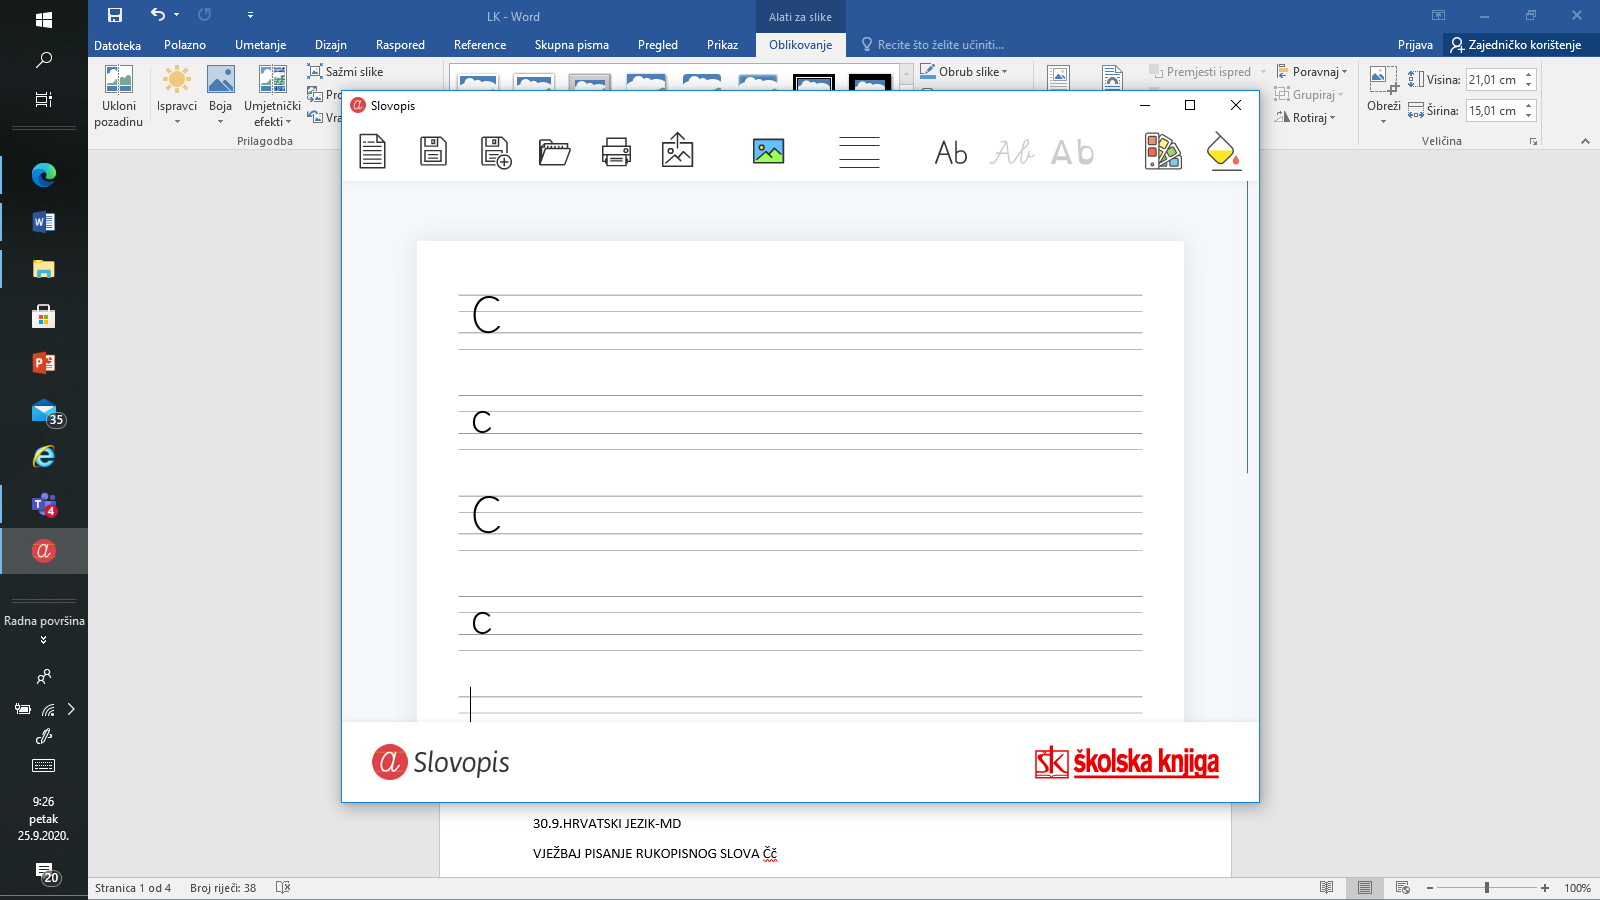 LK - Word
Alati za slike
Datoteka
Polazno
Umetanje
Dizajn
Raspored
Reference
Skupna pisma
Pregled
Prikaz
Oblikovanje
Recite što želite učiniti...
Prijava
Zajedničko korištenje
Ukloni pozadinu
Ispravci
Boja
Umjetnički efekti
Sažmi slike
Prilagodba
Obrub slike
Premjesti ispred
Poravnaj
Grupiraj
Rotiraj
Obreži
Visina: 21,01 cm
Širina: 15,01 cm
Veličina
Slovopis
Ab Ab Ab
C
c
C
c
a Slovopis
šk školska knjiga
30.9.HRVATSKI JEZIK-MD
VJEŽBAJ PISANJE RUKOPISNOG SLOVA Čč
35
4
Radna površina
9:26
petak
25.9.2020.
20
Stranica 1 od 4
Broj riječi: 38
100%